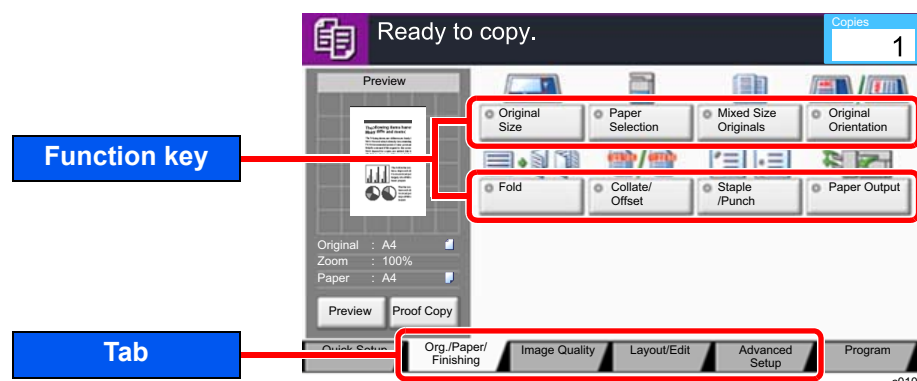 Ready to copy.
Copies
1
Preview
Function key
Original Size
Paper Selection
Mixed Size Originals
Original Orientation
Fold
Collate/ Offset
Staple /Punch
Paper Output
Original : A4
Zoom : 100%
Paper : A4
Preview
Proof Copy
Tab
Quick Setup
Org./Paper/ Finishing
Image Quality
Layout/Edit
Advanced Setup
Program